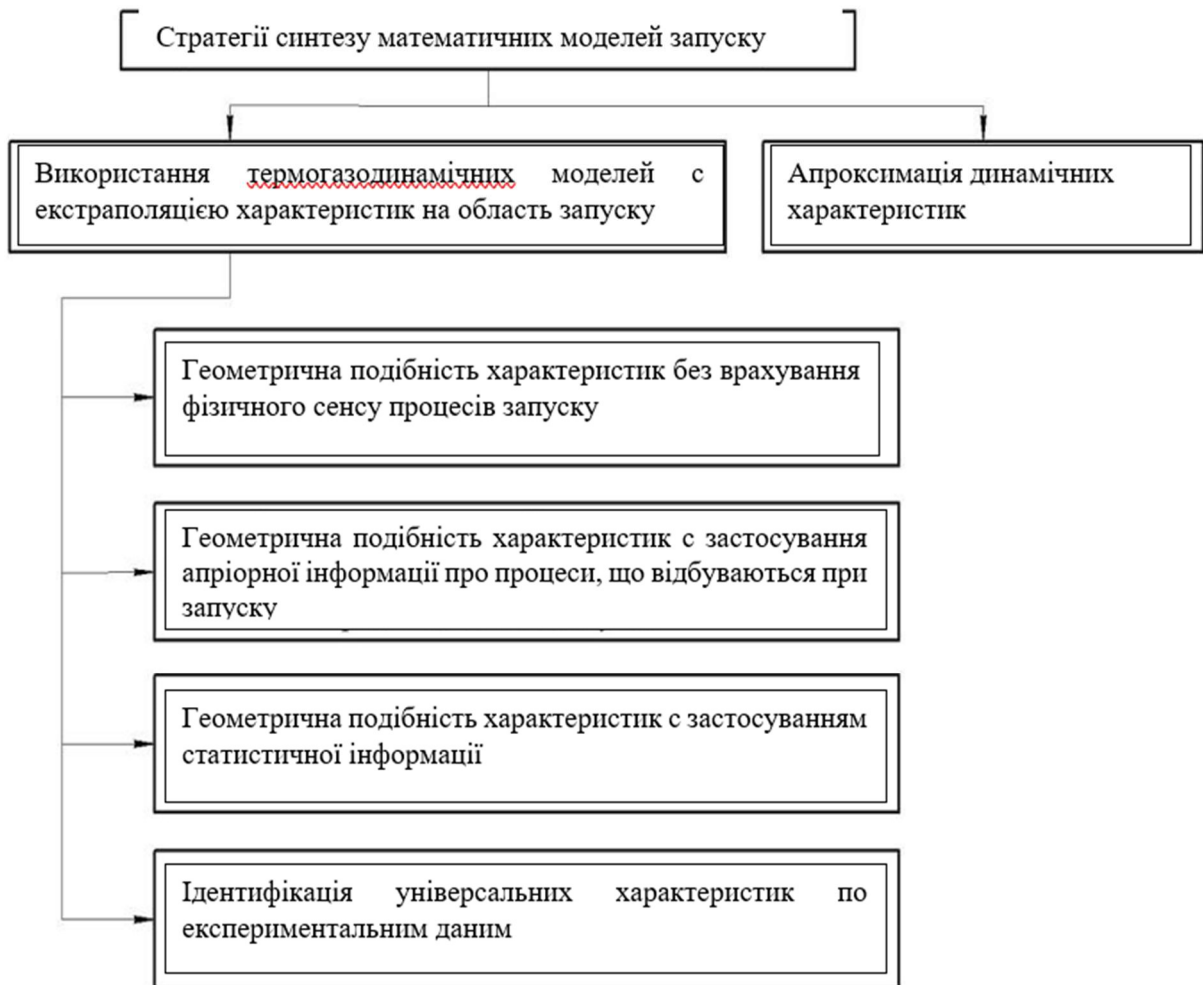 Стратегії синтезу математичних моделей запуску
Використання термогазодинамічних моделей с
екстраполяцією характеристик на область запуску
Апроксимація динамічних
характеристик
Геометрична подібність характеристик без врахування
фізичного сенсу процесів запуску
Геометрична подібність характеристик с застосування
апріорної інформації про процеси, що відбуваються при
запуску
Геометрична подібність характеристик с застосуванням
статистичної інформації
Ідентифікація універсальних характеристик по
експериментальним даним